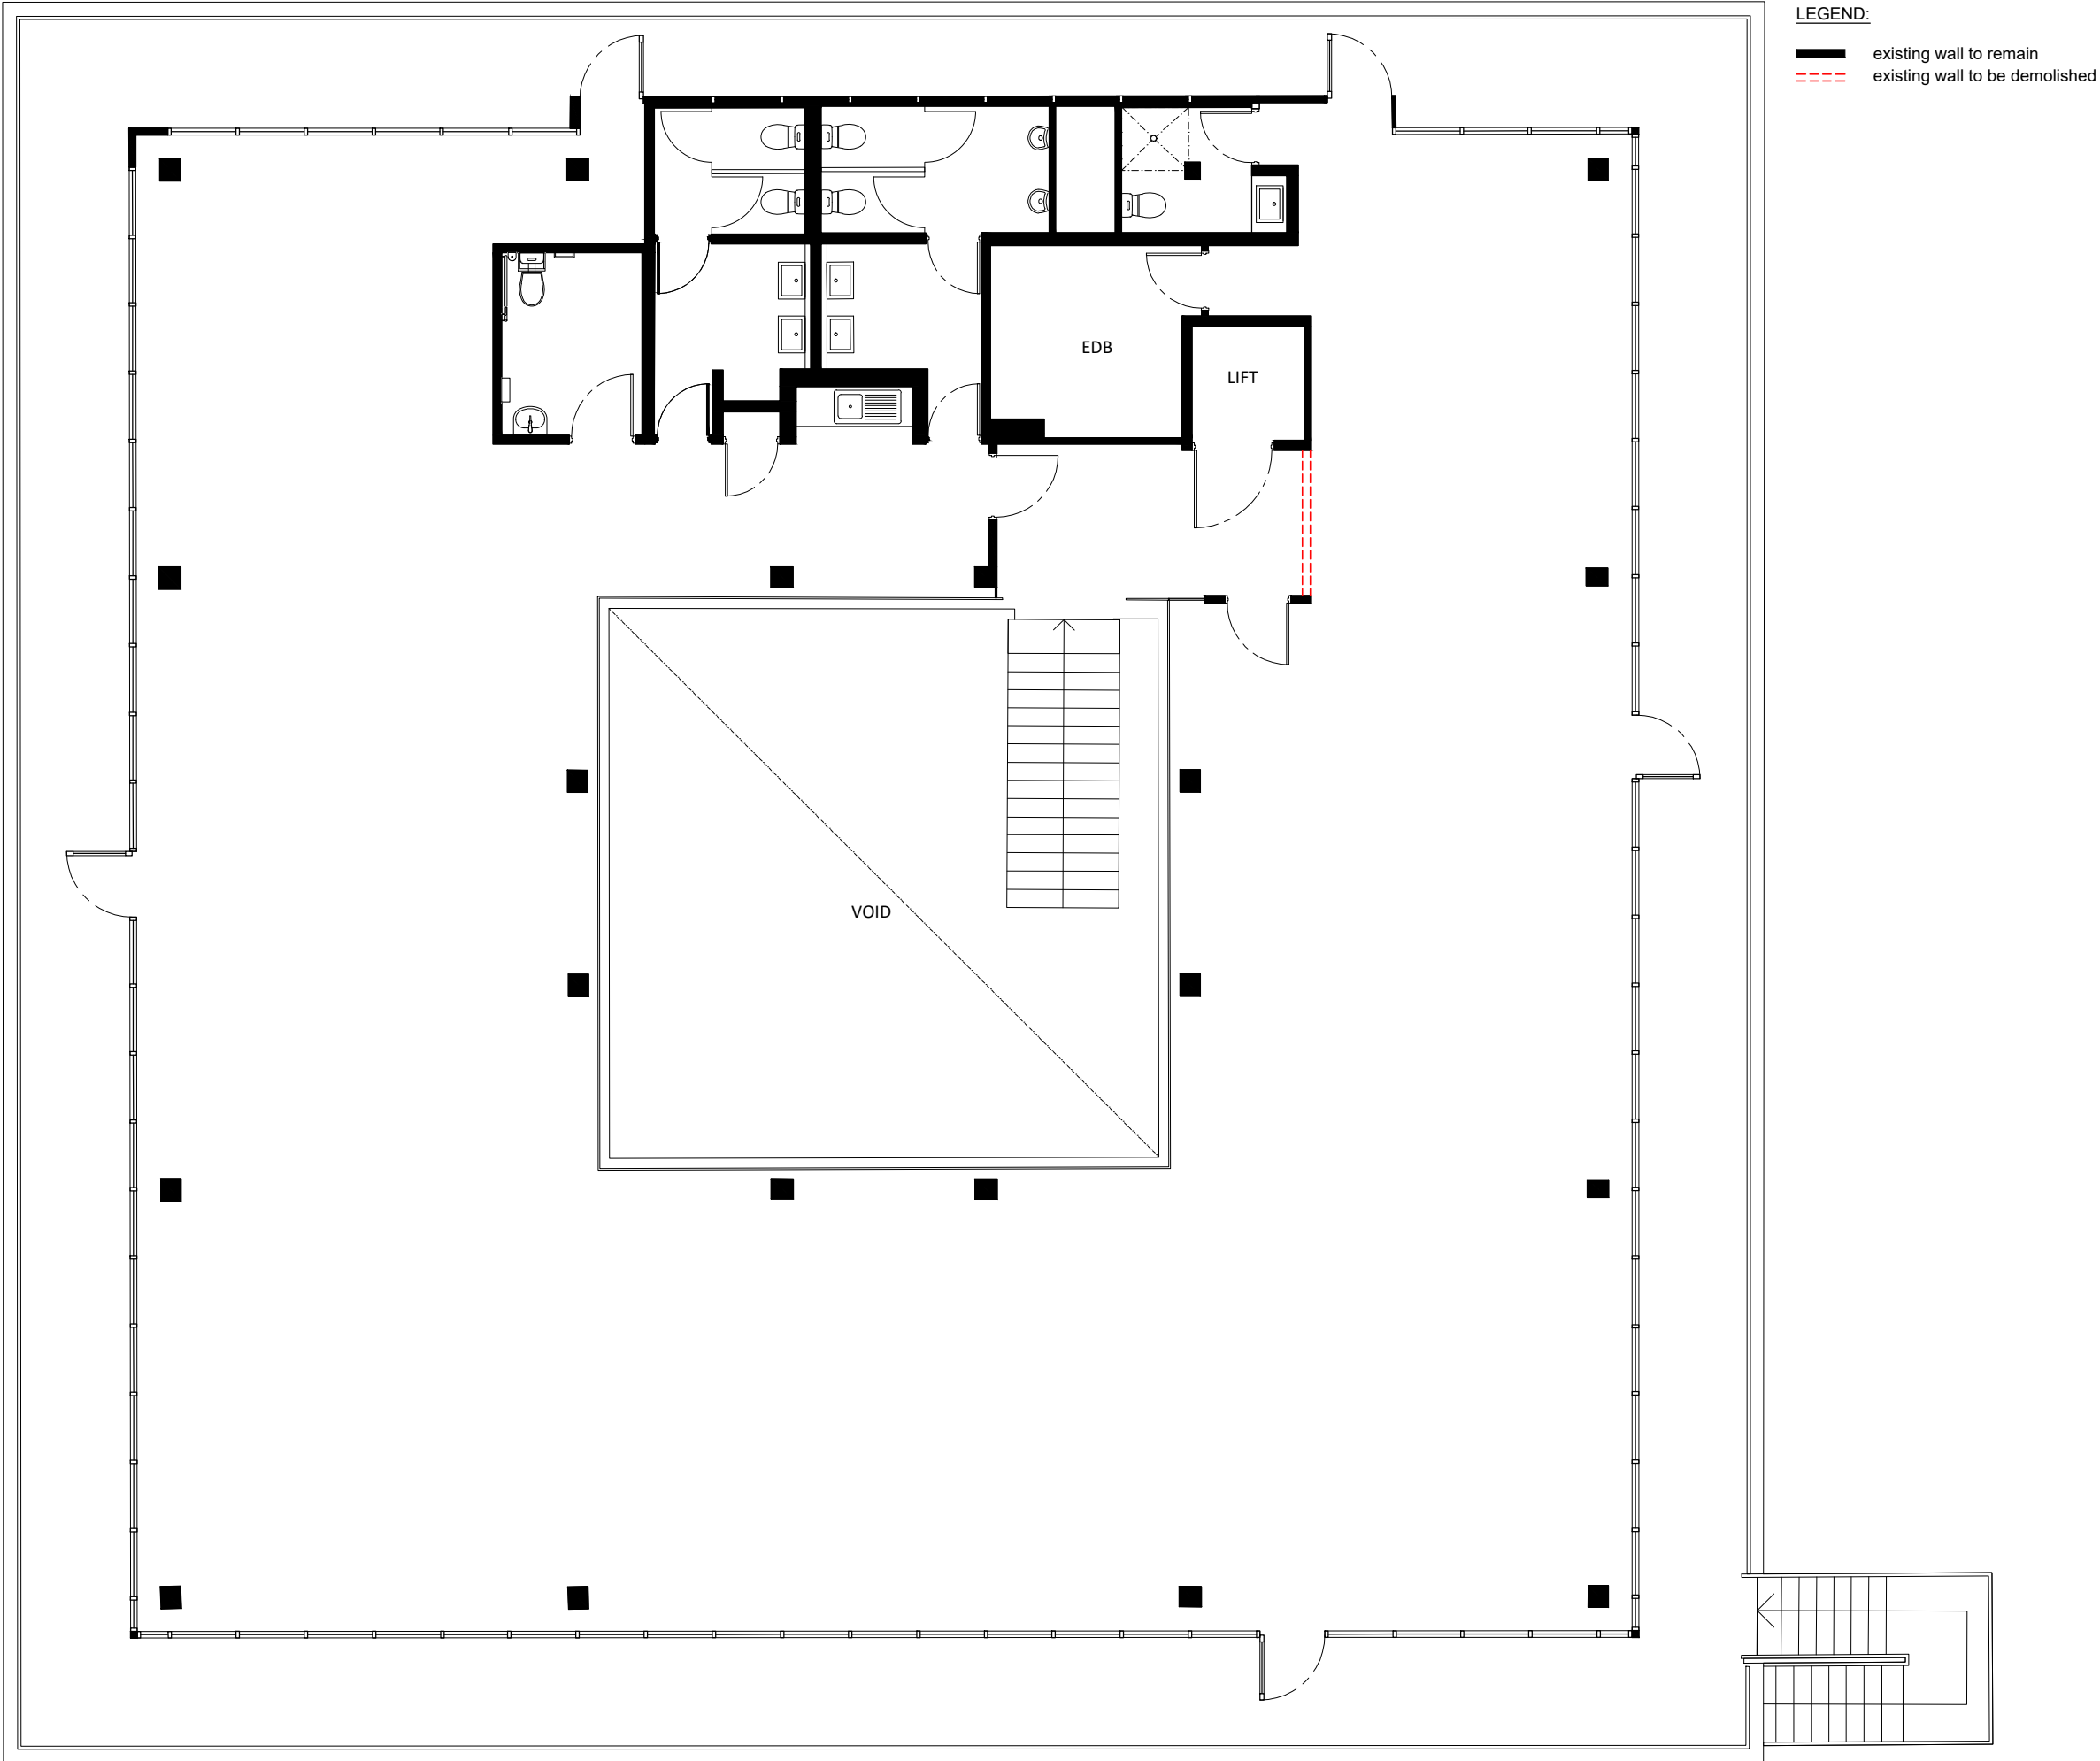 LEGEND:
existing wall to remain
existing wall to be demolished
EDB
LIFT
VOID